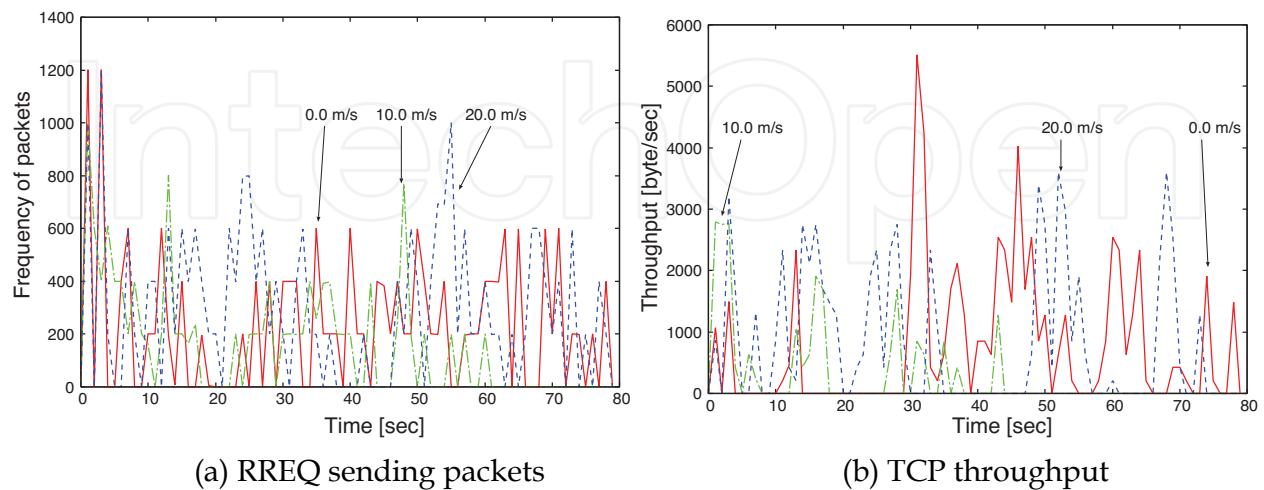 1400
1200
1000
800
600
400
200
0
Frequency of packets
0.0 m/s 10.0 m/s
20.0 m/s
0 10 20 30 40 50 60 70 80
Time [sec]
(a) RREQ sending packets
6000
5000
4000
3000
2000
1000
0
Throughput [byte/sec]
10.0 m/s
20.0 m/s
0.0 m/s
0 10 20 30 40 50 60 70 80
Time [sec]
(b) TCP throughput
IntechOpen